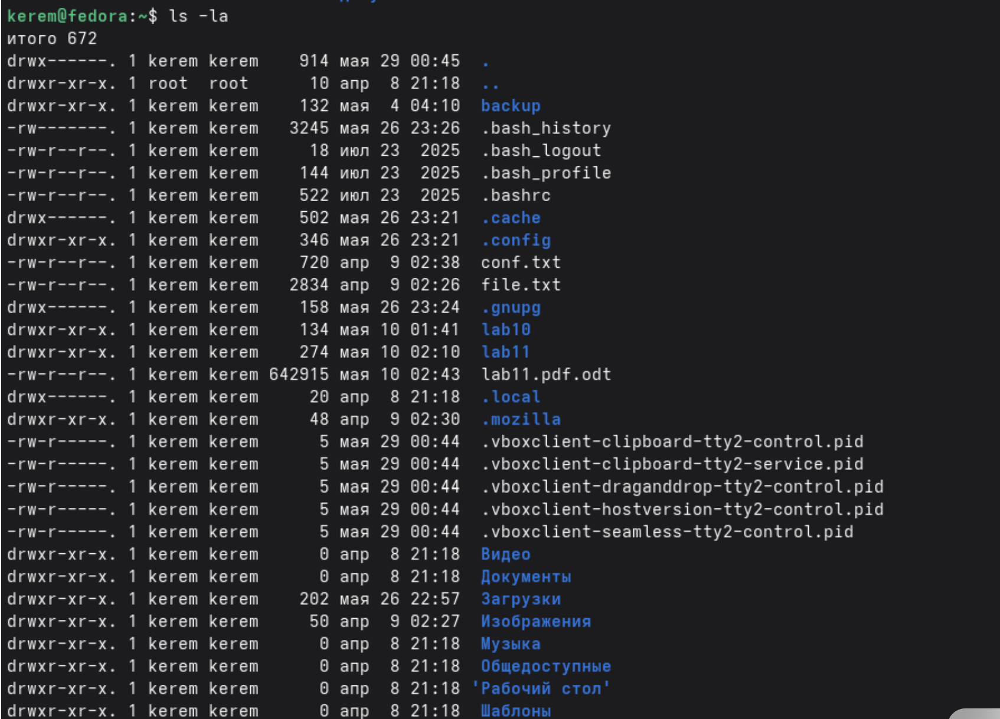 kerem@fedora:~$ ls -la
итого 672
drwx------. 1 kerem kerem    914 мая 29 00:45  .
drwxr-xr-x. 1 root  root      10 апр  8 21:18  ..
drwxr-xr-x. 1 kerem kerem    132 мая  4 04:10  backup
-rw-------. 1 kerem kerem   3245 мая 26 23:26  .bash_history
-rw-r--r--. 1 kerem kerem     18 июл 23  2025  .bash_logout
-rw-r--r--. 1 kerem kerem    144 июл 23  2025  .bash_profile
-rw-r--r--. 1 kerem kerem    522 июл 23  2025  .bashrc
drwx------. 1 kerem kerem    502 мая 26 23:21  .cache
drwxr-xr-x. 1 kerem kerem    346 мая 26 23:21  .config
-rw-r--r--. 1 kerem kerem    720 апр  9 02:38  conf.txt
-rw-r--r--. 1 kerem kerem   2834 апр  9 02:26  file.txt
drwx------. 1 kerem kerem    158 мая 26 23:24  .gnupg
drwxr-xr-x. 1 kerem kerem    134 мая 10 01:41  lab10
drwxr-xr-x. 1 kerem kerem    274 мая 10 02:10  lab11
-rw-r--r--. 1 kerem kerem 642915 мая 10 02:43  lab11.pdf.odt
drwx------. 1 kerem kerem     20 апр  8 21:18  .local
drwxr-xr-x. 1 kerem kerem     48 апр  9 02:30  .mozilla
-rw-r-----. 1 kerem kerem      5 мая 29 00:44  .vboxclient-clipboard-tty2-control.pid
-rw-r-----. 1 kerem kerem      5 мая 29 00:44  .vboxclient-clipboard-tty2-service.pid
-rw-r-----. 1 kerem kerem      5 мая 29 00:44  .vboxclient-draganddrop-tty2-control.pid
-rw-r-----. 1 kerem kerem      5 мая 29 00:44  .vboxclient-hostversion-tty2-control.pid
-rw-r-----. 1 kerem kerem      5 мая 29 00:44  .vboxclient-seamless-tty2-control.pid
drwxr-xr-x. 1 kerem kerem      0 апр  8 21:18  Видео
drwxr-xr-x. 1 kerem kerem      0 апр  8 21:18  Документы
drwxr-xr-x. 1 kerem kerem    202 мая 26 22:57  Загрузки
drwxr-xr-x. 1 kerem kerem     50 апр  9 02:27  Изображения
drwxr-xr-x. 1 kerem kerem      0 апр  8 21:18  Музыка
drwxr-xr-x. 1 kerem kerem      0 апр  8 21:18  Общедоступные
drwxr-xr-x. 1 kerem kerem      0 апр  8 21:18 'Рабочий стол'
drwxr-xr-x. 1 kerem kerem      0 апр  8 21:18  Шаблоны